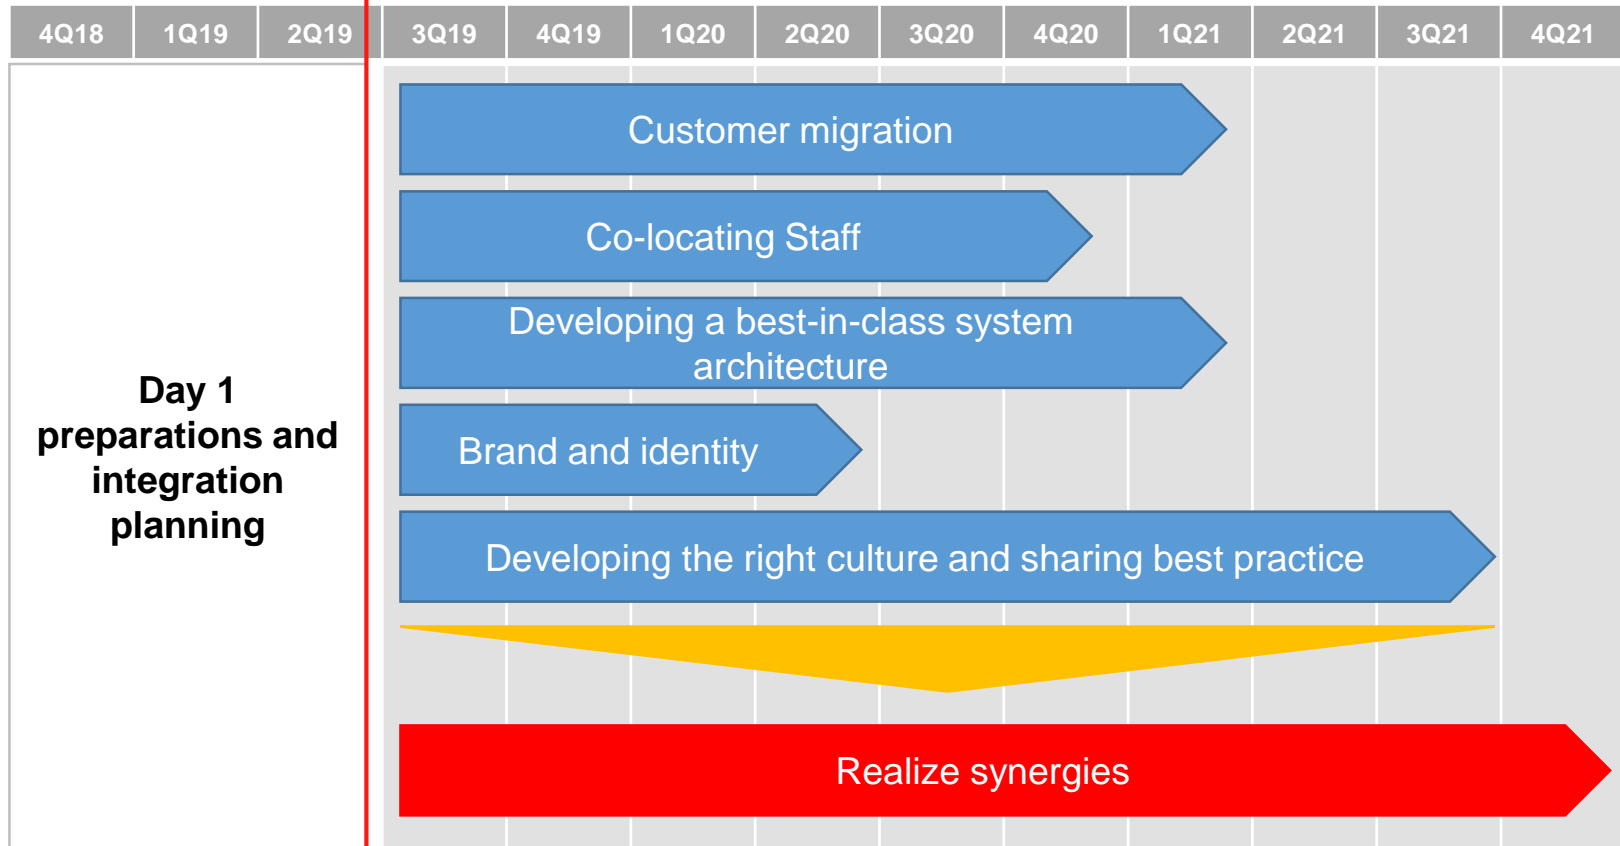 4Q18 1Q19 2Q19 3Q19 4Q19 1Q20 2Q20 3Q20 4Q20 1Q21 2Q21 3Q21 4Q21
Day 1
preparations and
integration
planning
Customer migration
Co-locating Staff
Developing a best-in-class system
architecture
Brand and identity
Developing the right culture and sharing best practice
Realize synergies